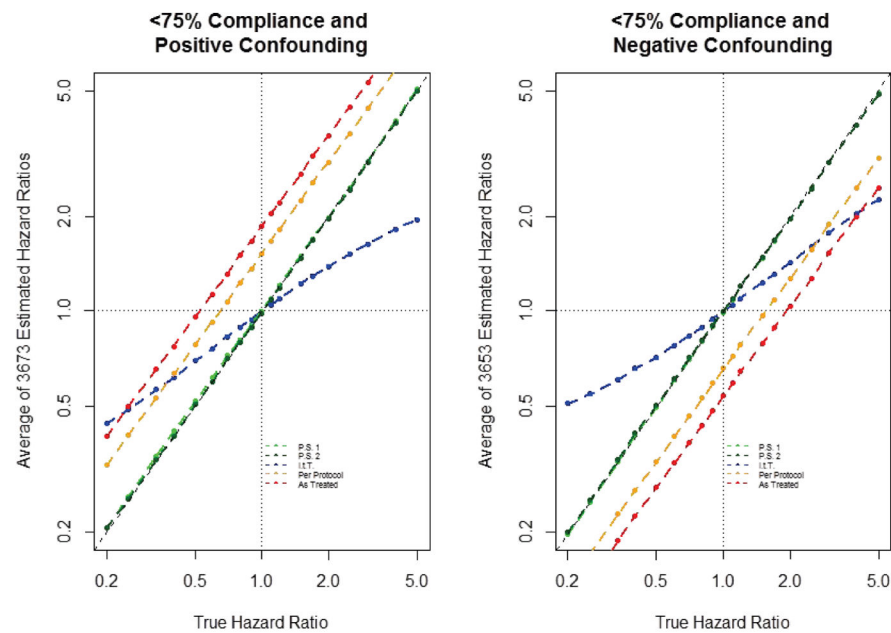 <75% Compliance and
Positive Confounding
Average of 3673 Estimated Hazard Ratios
5.0
2.0
1.0
0.5
0.2
P.S. 1
P.S. 2
I.t.T.
Per Protocol
As Treated
0.2 0.5 1.0 2.0 5.0
True Hazard Ratio
<75% Compliance and
Negative Confounding
Average of 3653 Estimated Hazard Ratios
5.0
2.0
1.0
0.5
0.2
P.S. 1
P.S. 2
I.t.T.
Per Protocol
As Treated
0.2 0.5 1.0 2.0 5.0
True Hazard Ratio